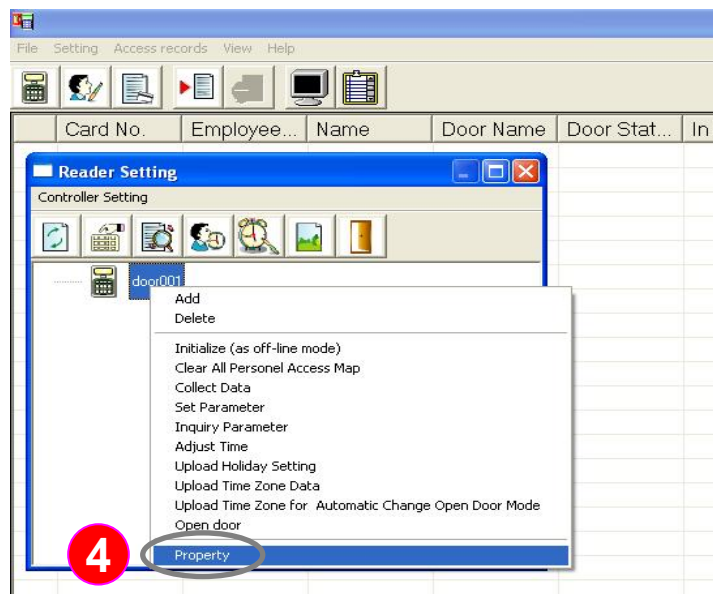 File Setting Access records View Help
Card No. Employee... Name Door Name Door Stat... In
Reader Setting
Controller Setting
door001
Add
Delete
Initialize (as off-line mode)
Clear All Personel Access Map
Collect Data
Set Parameter
Inquiry Parameter
Adjust Time
Upload Holiday Setting
Upload Time Zone Data
Upload Time Zone for Automatic Change Open Door Mode
Open door
4 Property